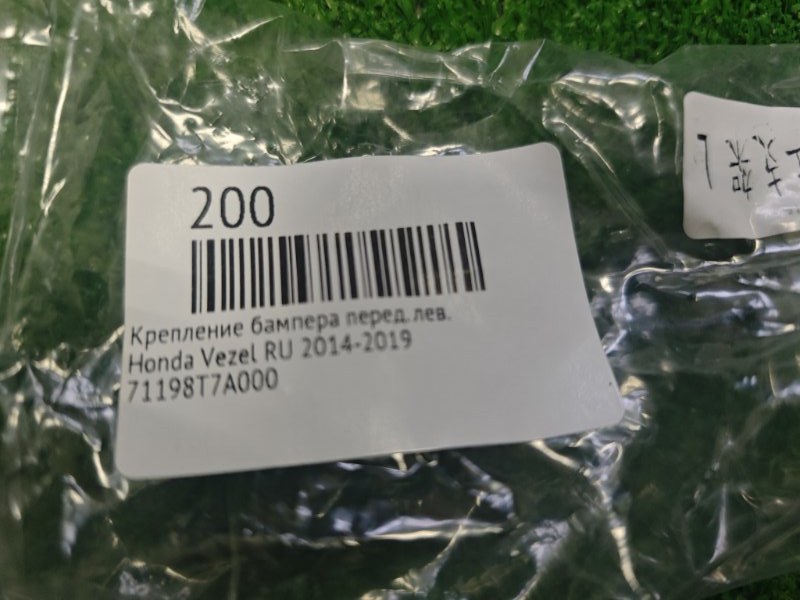 200
Крепление бампера перед. лев.
Honda Vezel RU 2014-2019
71198T7A000